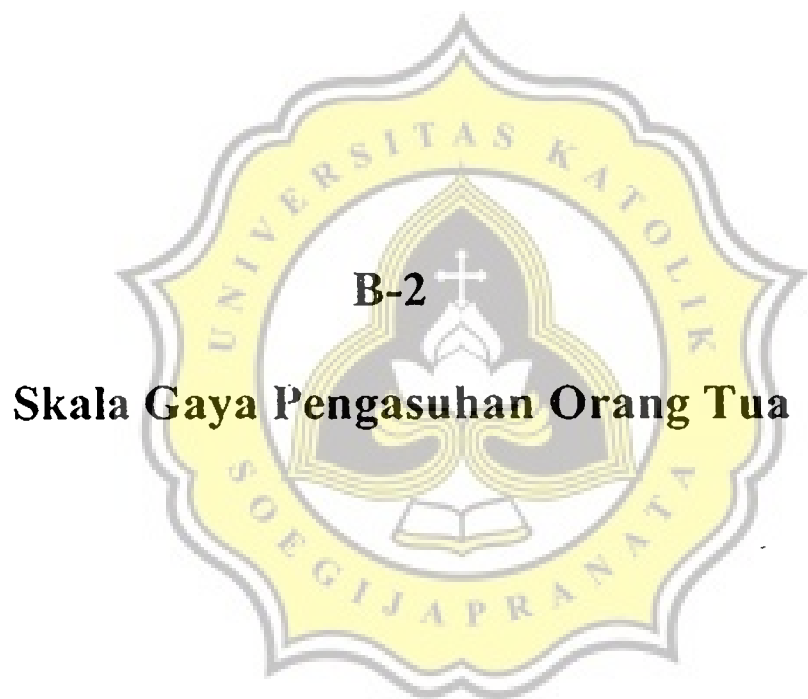 UNIVERSITAS KATOLIK
B-2
Skala Gaya Pengasuhan Orang Tua
SOEGIJAPRANATA